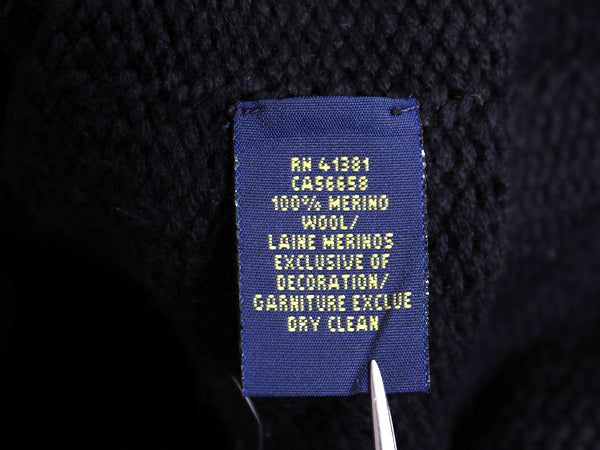 RN 41381
CA56658
100% MERINO
WOOL/
LAINE MERINOS
EXCLUSIVE OF
DECORATION/
GARNITURE EXCLUE
DRY CLEAN